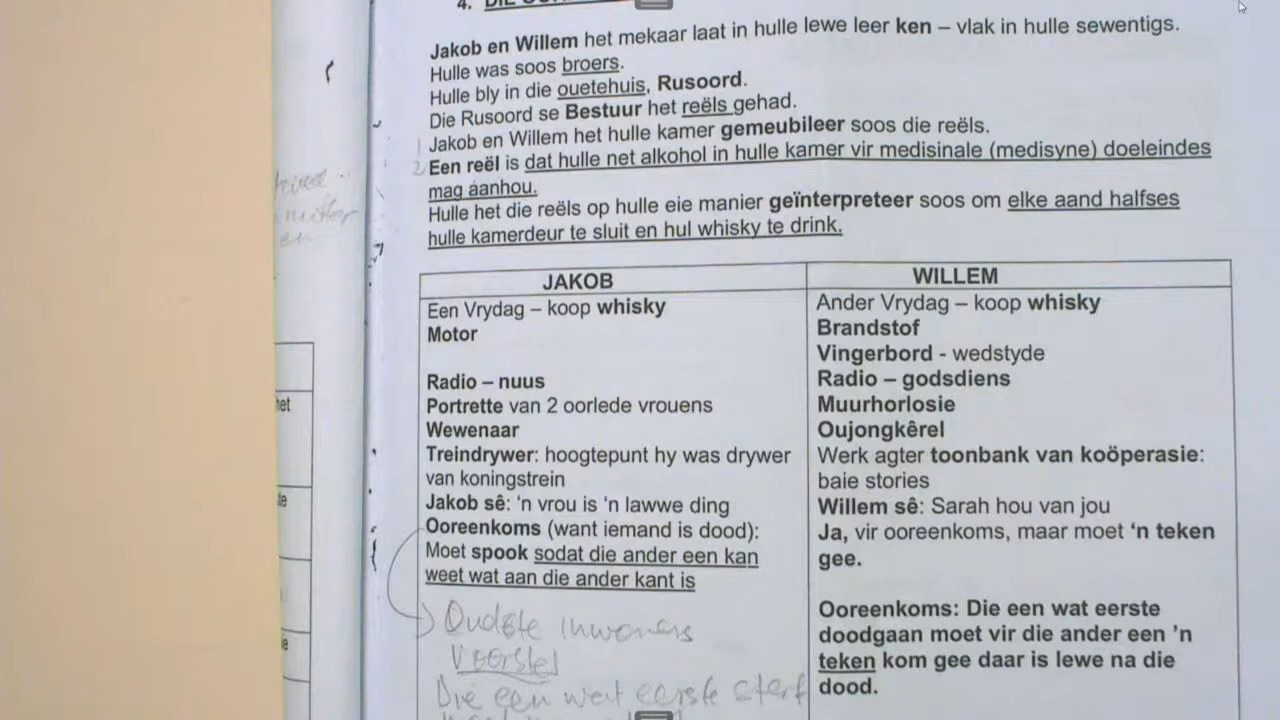 4.
Jakob en Willem het mekaar laat in hulle lewe leer ken – vlak in hulle sewentigs.
Hulle was soos broers.
Hulle bly in die ouetehuis, Rusoord.
Die Rusoord se Bestuur het reëls gehad.
1 Jakob en Willem het hulle kamer gemeubileer soos die reëls.
2 Een reël is dat hulle net alkohol in hulle kamer vir medisinale (medisyne) doeleindes
mag aanhou.
Hulle het die reëls op hulle eie manier geïnterpreteer soos om elke aand halfses
hulle kamerdeur te sluit en hul whisky te drink.
JAKOB
Een Vrydag – koop whisky
Motor
Radio – nuus
Portrette van 2 oorlede vrouens
Wewenaar
Treindrywer: hoogtepunt hy was drywer
van koningstrein
Jakob sê: 'n vrou is 'n lawwe ding
Ooreenkoms (want iemand is dood):
Moet spook sodat die ander een kan
weet wat aan die ander kant is
Oudste inwoners
voorstel
Die een wat eerste sterf
WILLEM
Ander Vrydag – koop whisky
Brandstof
Vingerbord - wedstyde
Radio – godsdiens
Muurhorlosie
Oujongkêrel
Werk agter toonbank van koöperasie:
baie stories
Willem sê: Sarah hou van jou
Ja, vir ooreenkoms, maar moet 'n teken
gee.
Ooreenkoms: Die een wat eerste
doodgaan moet vir die ander een 'n
teken kom gee daar is lewe na die
dood.